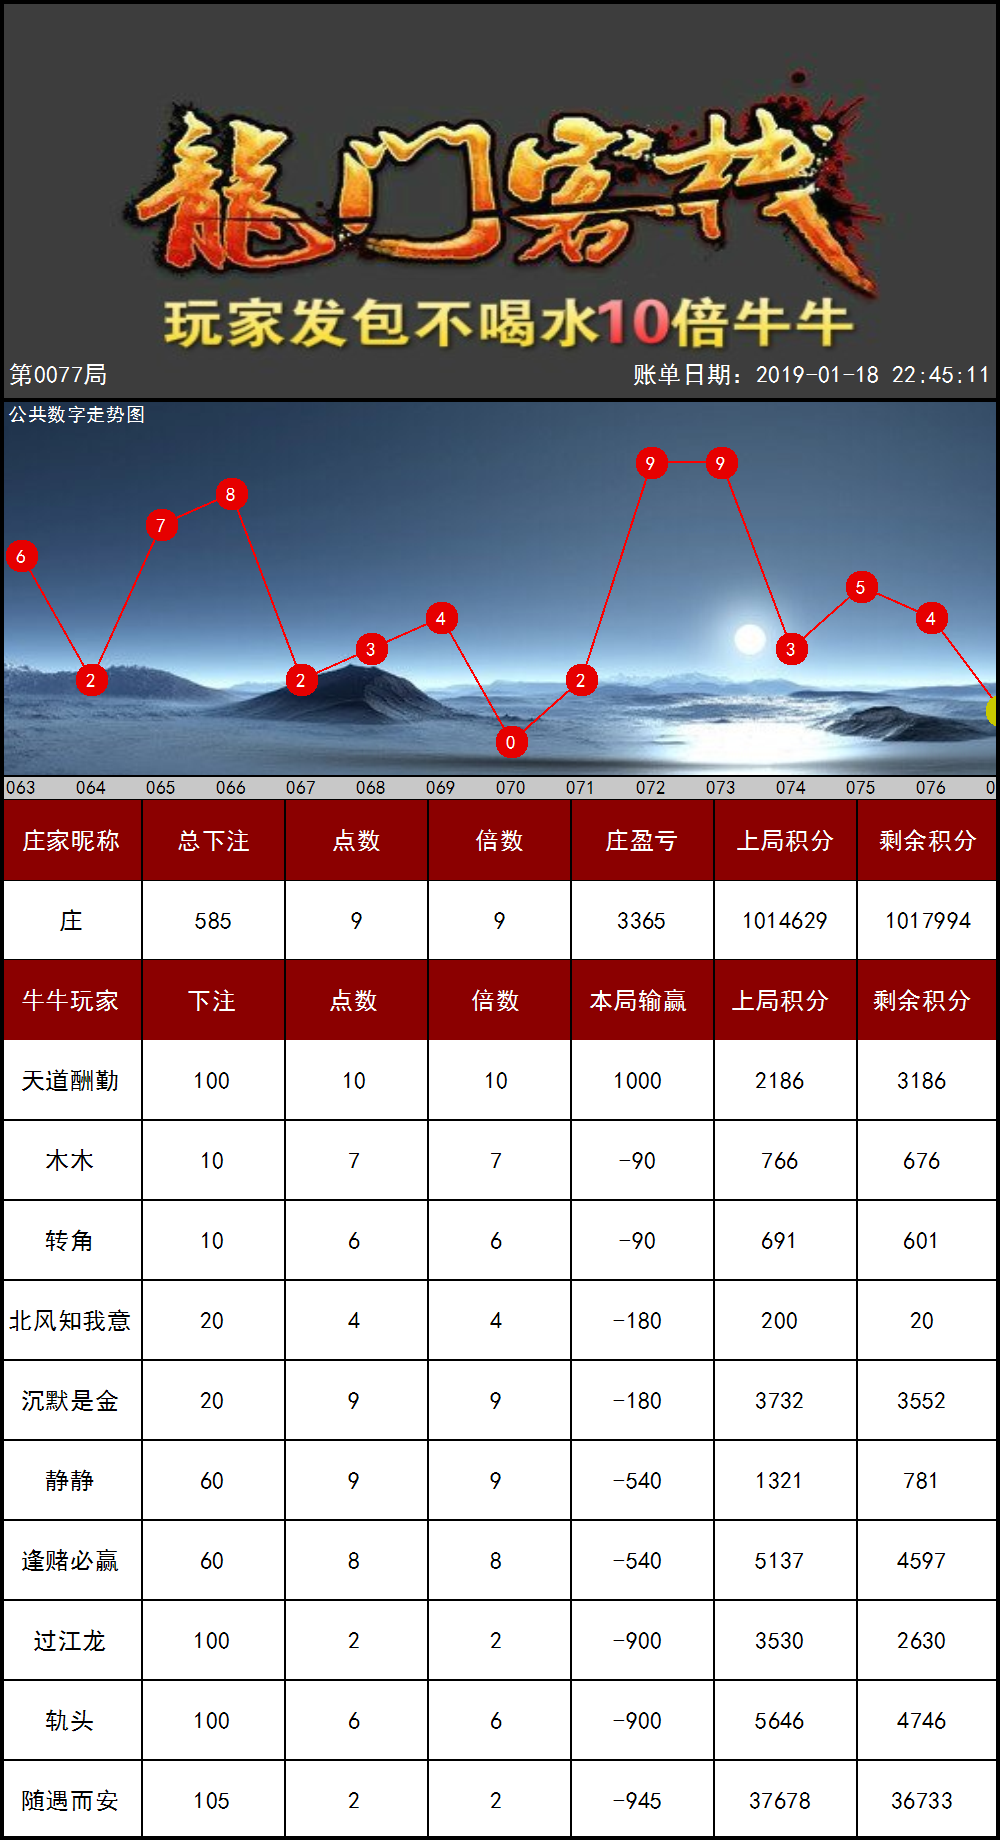 龍门客栈
玩家发包不喝水10倍牛牛
第0077局 账单日期：2019-01-18 22:45:11
公共数字走势图
9 9
8
7
6
5
4 4
3 3
2 2 2
0
063 064 065 066 067 068 069 070 071 072 073 074 075 076 0
庄家昵称 总下注 点数 倍数 庄盈亏 上局积分 剩余积分
庄 585 9 9 3365 1014629 1017994
牛牛玩家 下注 点数 倍数 本局输赢 上局积分 剩余积分
天道酬勤 100 10 10 1000 2186 3186
木木 10 7 7 -90 766 676
转角 10 6 6 -90 691 601
北风知我意 20 4 4 -180 200 20
沉默是金 20 9 9 -180 3732 3552
静静 60 9 9 -540 1321 781
逢赌必赢 60 8 8 -540 5137 4597
过江龙 100 2 2 -900 3530 2630
轨头 100 6 6 -900 5646 4746
随遇而安 105 2 2 -945 37678 36733